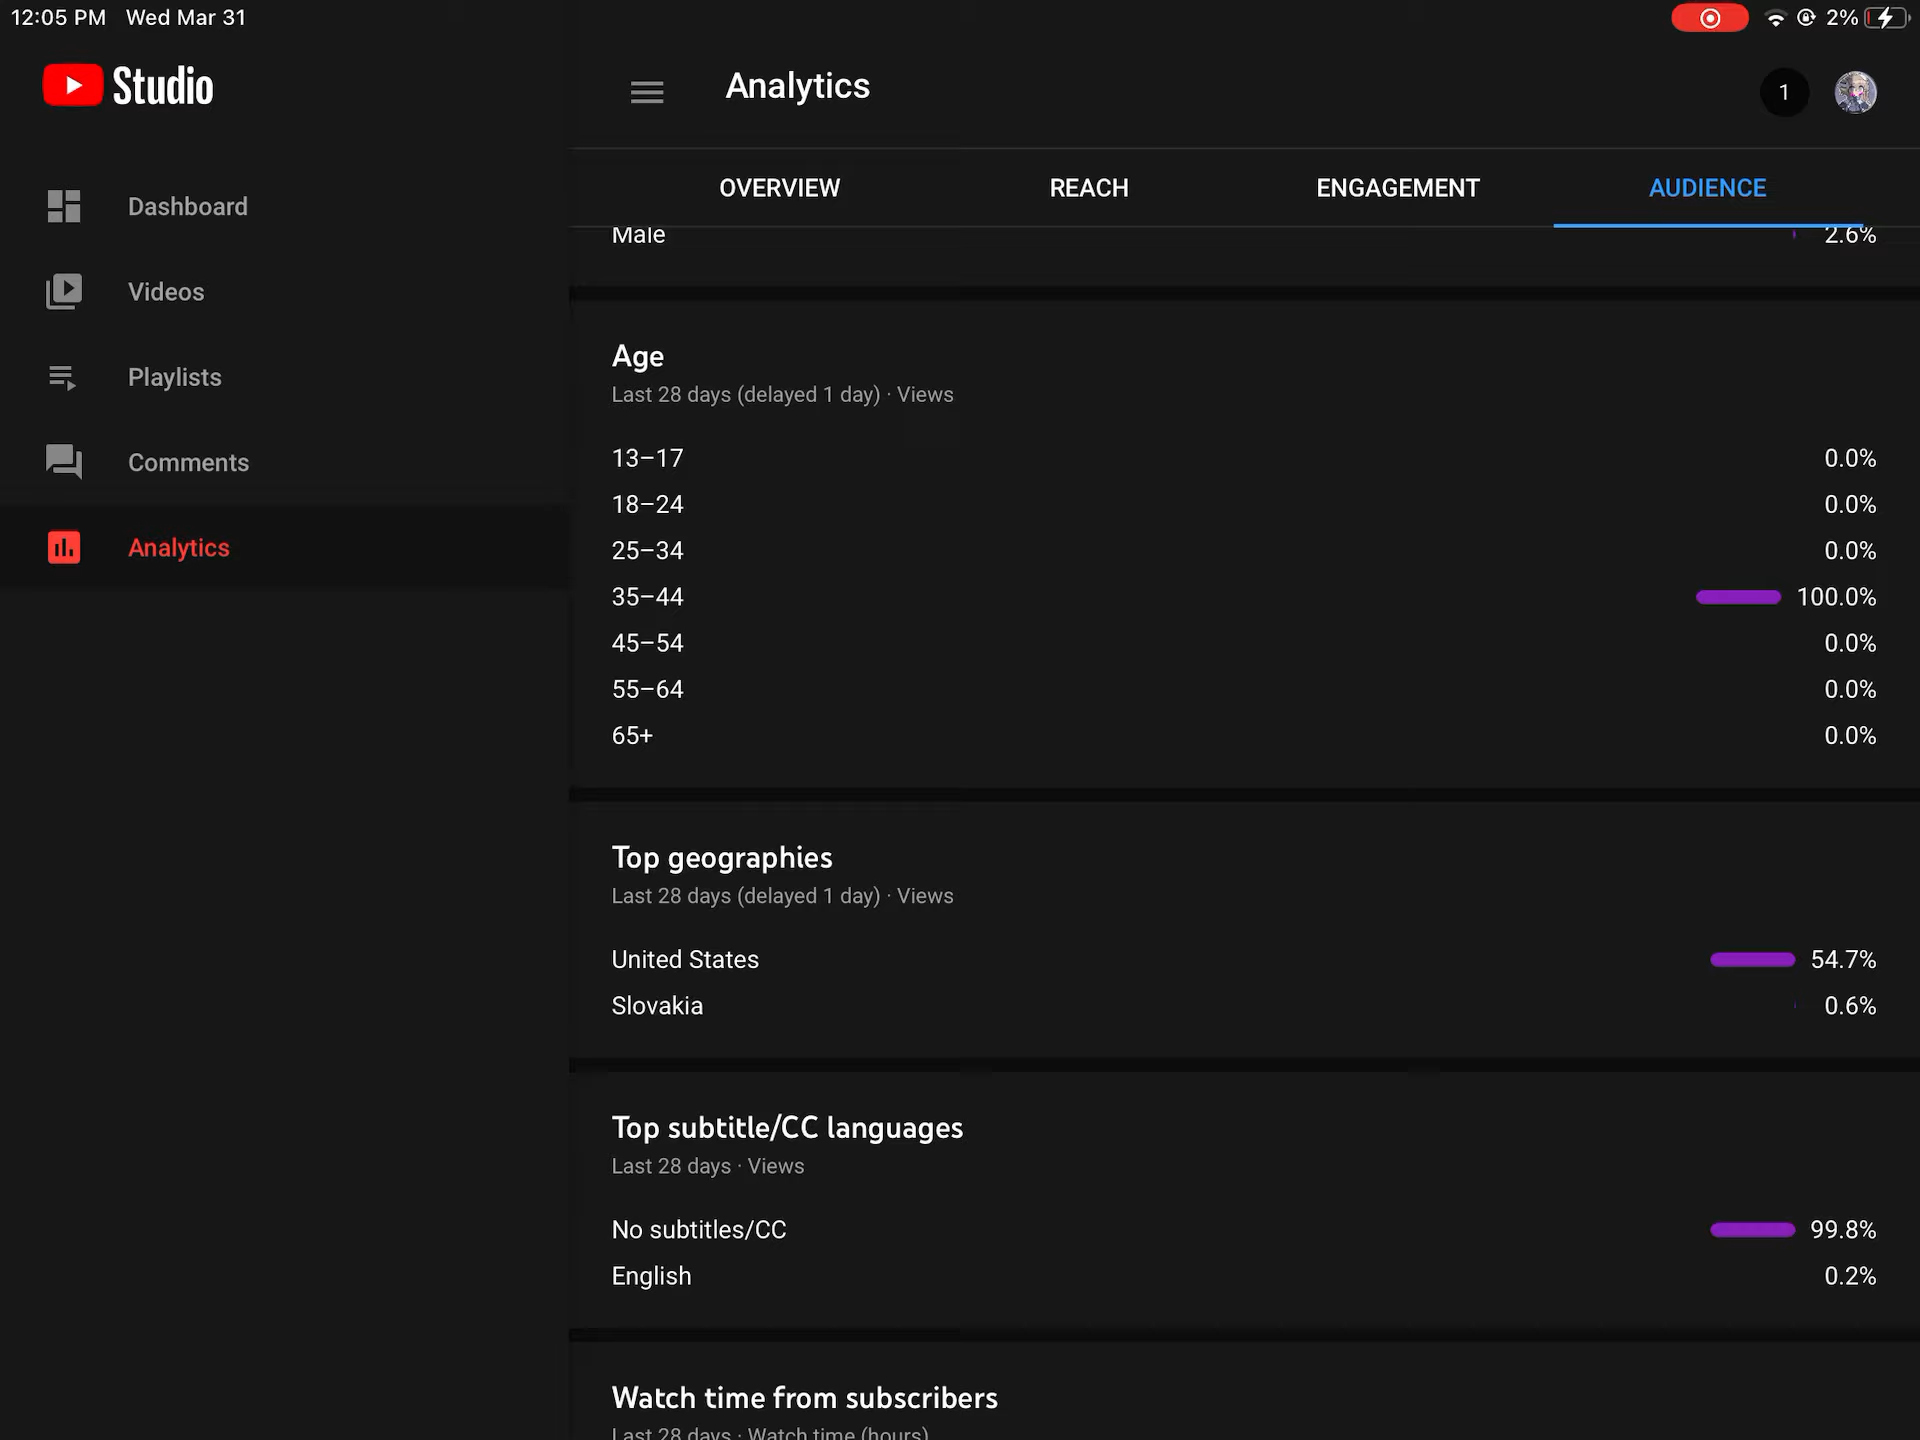 12:05 PM Wed Mar 31
2%
Studio
Analytics
1
Dashboard
Videos
Playlists
Comments
Analytics
OVERVIEW REACH ENGAGEMENT AUDIENCE
Male 2.6%
Age
Last 28 days (delayed 1 day) · Views
13–17 0.0%
18–24 0.0%
25–34 0.0%
35–44 100.0%
45–54 0.0%
55–64 0.0%
65+ 0.0%
Top geographies
Last 28 days (delayed 1 day) · Views
United States 54.7%
Slovakia 0.6%
Top subtitle/CC languages
Last 28 days · Views
No subtitles/CC 99.8%
English 0.2%
Watch time from subscribers
Last 28 days · Watch time (hours)